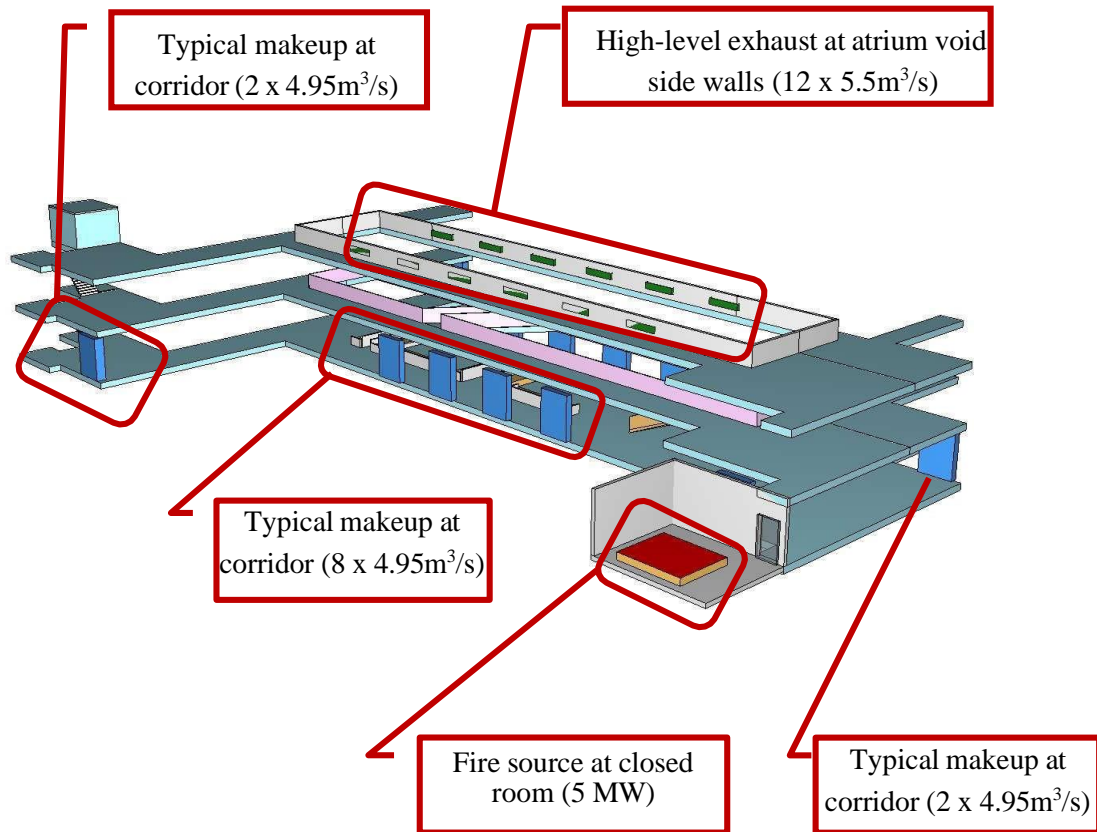 Typical makeup at
corridor (2 x 4.95m³/s)
High-level exhaust at atrium void
side walls (12 x 5.5m³/s)
Typical makeup at
corridor (8 x 4.95m³/s)
Fire source at closed
room (5 MW)
Typical makeup at
corridor (2 x 4.95m³/s)